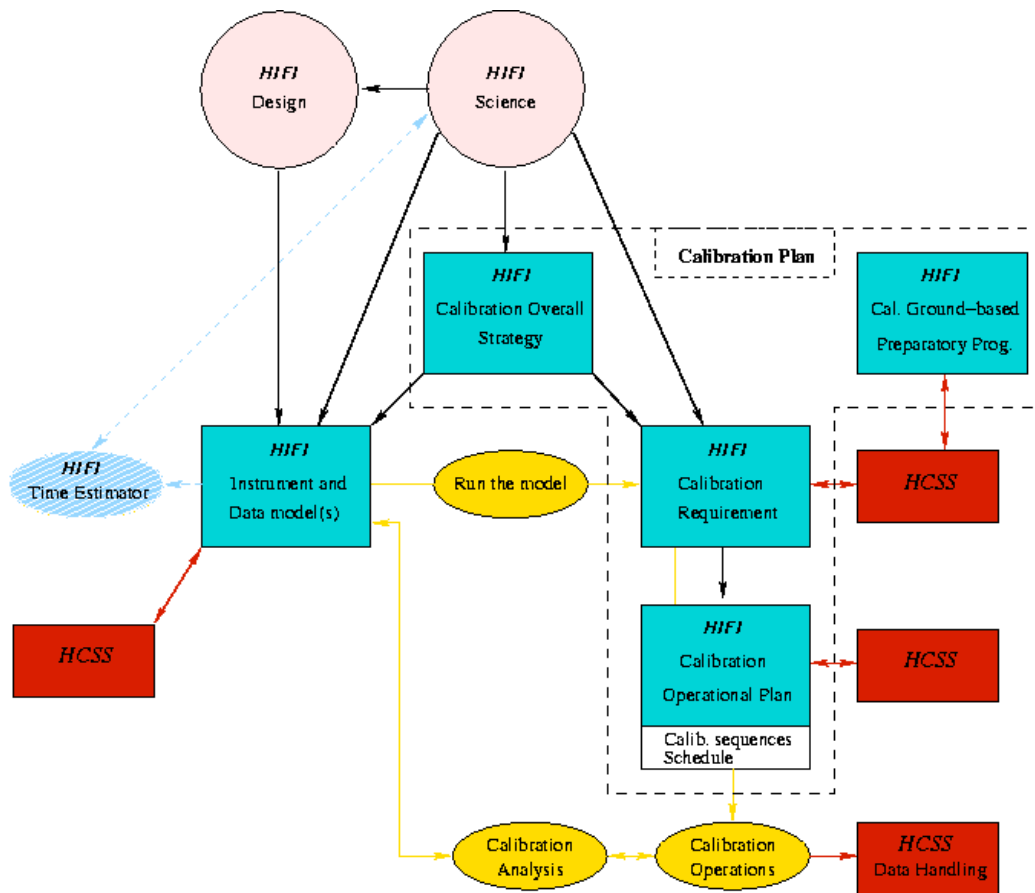 HIFI
Design
HIFI
Science
Calibration Plan
HIFI
Calibration Overall
Strategy
HIFI
Cal. Ground-based
Preparatory Prog.
HIFI
Time Estimator
HIFI
Instrument and
Data model(s)
Run the model
HIFI
Calibration
Requirement
HCSS
HCSS
HIFI
Calibration
Operational Plan
Calib. sequences
Schedule
HCSS
Calibration
Analysis
Calibration
Operations
HCSS
Data Handling